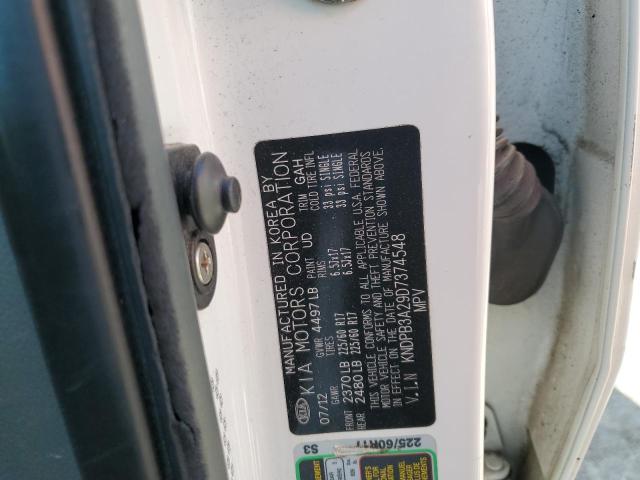 MANUFACTURED IN KOREA BY
KIA KIA MOTORS CORPORATION
07/12 GVWR 4497 LB PAINT UD TRIM GAH
GAWR TIRES RIMS COLD TIRE INFL
FRONT 2370 LB 225/60 R17 6.5Jx17 33 psi SINGLE
REAR 2480 LB 225/60 R17 6.5Jx17 33 psi SINGLE
THIS VEHICLE CONFORMS TO ALL APPLICABLE U.S.A. FEDERAL
MOTOR VEHICLE SAFETY AND THEFT PREVENTION STANDARDS
IN EFFECT ON THE DATE OF MANUFACTURE SHOWN ABOVE.
V.I.N KNDPB3A29D7374548
MPV
225/60R17
S3